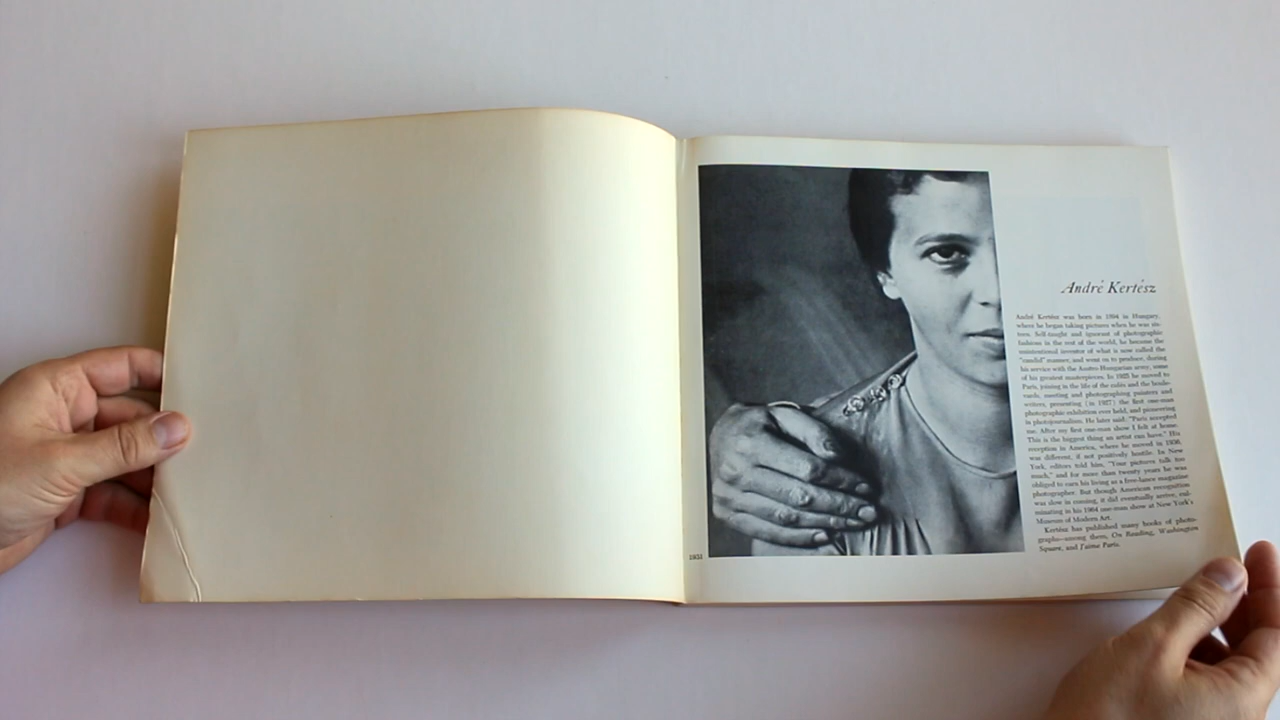 André Kertész
André Kertész was born in 1894 in Hungary,
where he began taking pictures when he was six-
teen. Self-taught and ignorant of photographic
fashions in the rest of the world, he became the
unintentional inventor of what is now called the
"candid" manner, and went on to produce, during
his service with the Austro-Hungarian army, some
of his greatest masterpieces. In 1925 he moved to
Paris, joining in the life of the cafés and the boule-
vards, meeting and photographing painters and
writers, presenting (in 1927) the first one-man
photographic exhibition ever held, and pioneering
in photojournalism. He later said: "Paris accepted
me. After my first one-man show I felt at home.
This is the biggest thing an artist can have." His
reception in America, where he moved in 1936,
was different, if not positively hostile. In New
York, editors told him, "Your pictures talk too
much," and for more than twenty years he was
obliged to earn his living as a free-lance magazine
photographer. But though American recognition
was slow in coming, it did eventually arrive, cul-
minating in his 1964 one-man show at New York's
Museum of Modern Art.
Kertész has published many books of photo-
graphs—among them, On Reading, Washington
Square, and J'aime Paris.
1931